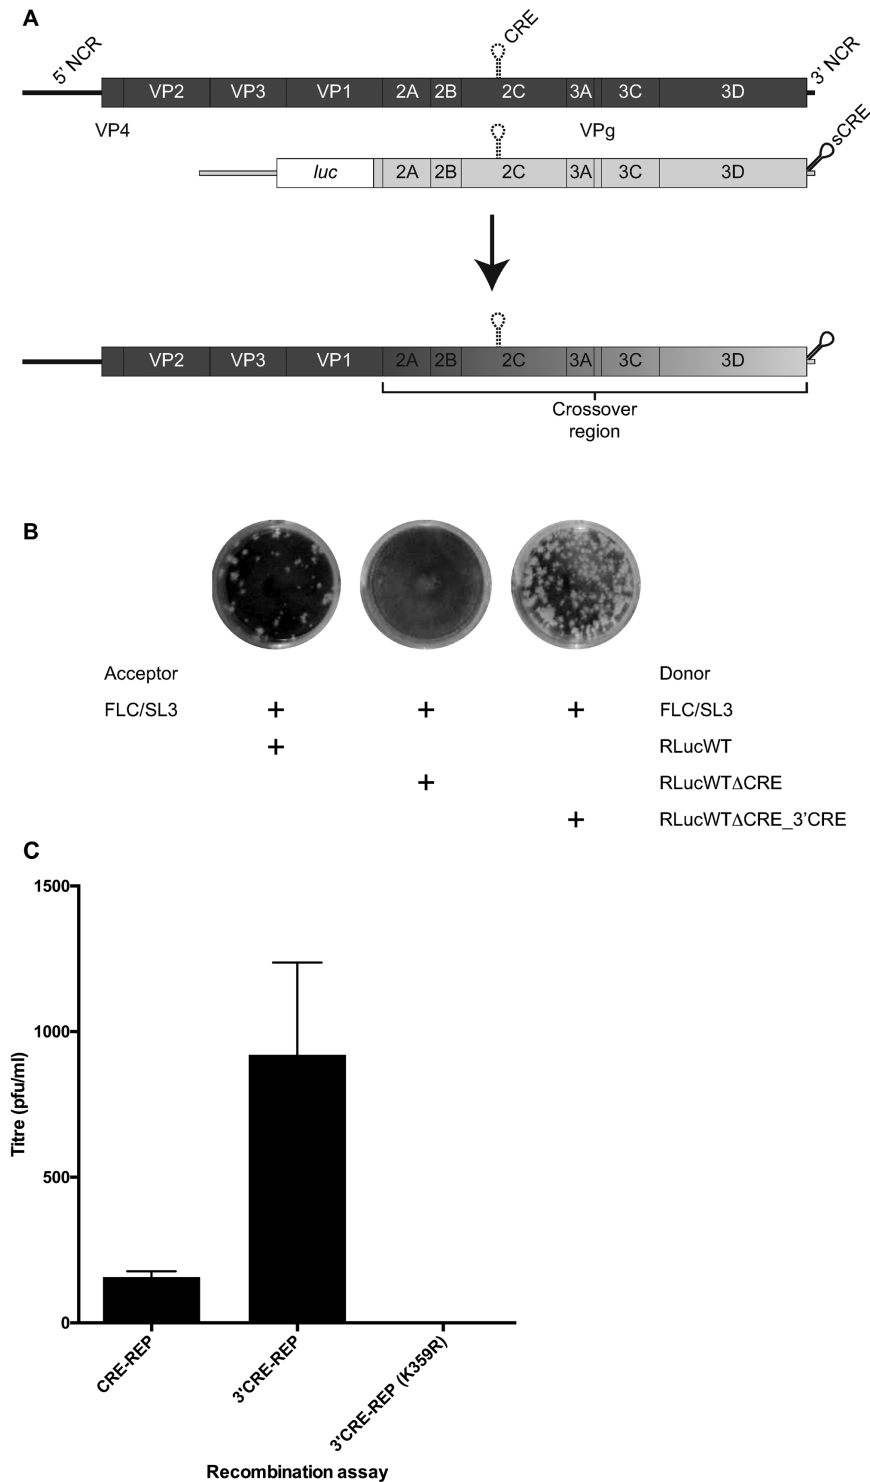 A
5' NCR
CRE
3' NCR
VP2 VP3 VP1 2A 2B 2C 3A 3C 3D
VP4 VPg
sCRE
luc 2A 2B 2C 3A 3C 3D
VP2 VP3 VP1 2A 2B 2C 3A 3C 3D
Crossover
region
B
Acceptor Donor
FLC/SL3 + + + FLC/SL3
+ RLucWT
+ RLucWTΔCRE
+ RLucWTΔCRE_3'CRE
C
Titre (pfu/ml)
1500
1000
500
0
CRE-REP
3'CRE-REP
3'CRE-REP (K359R)
Recombination assay